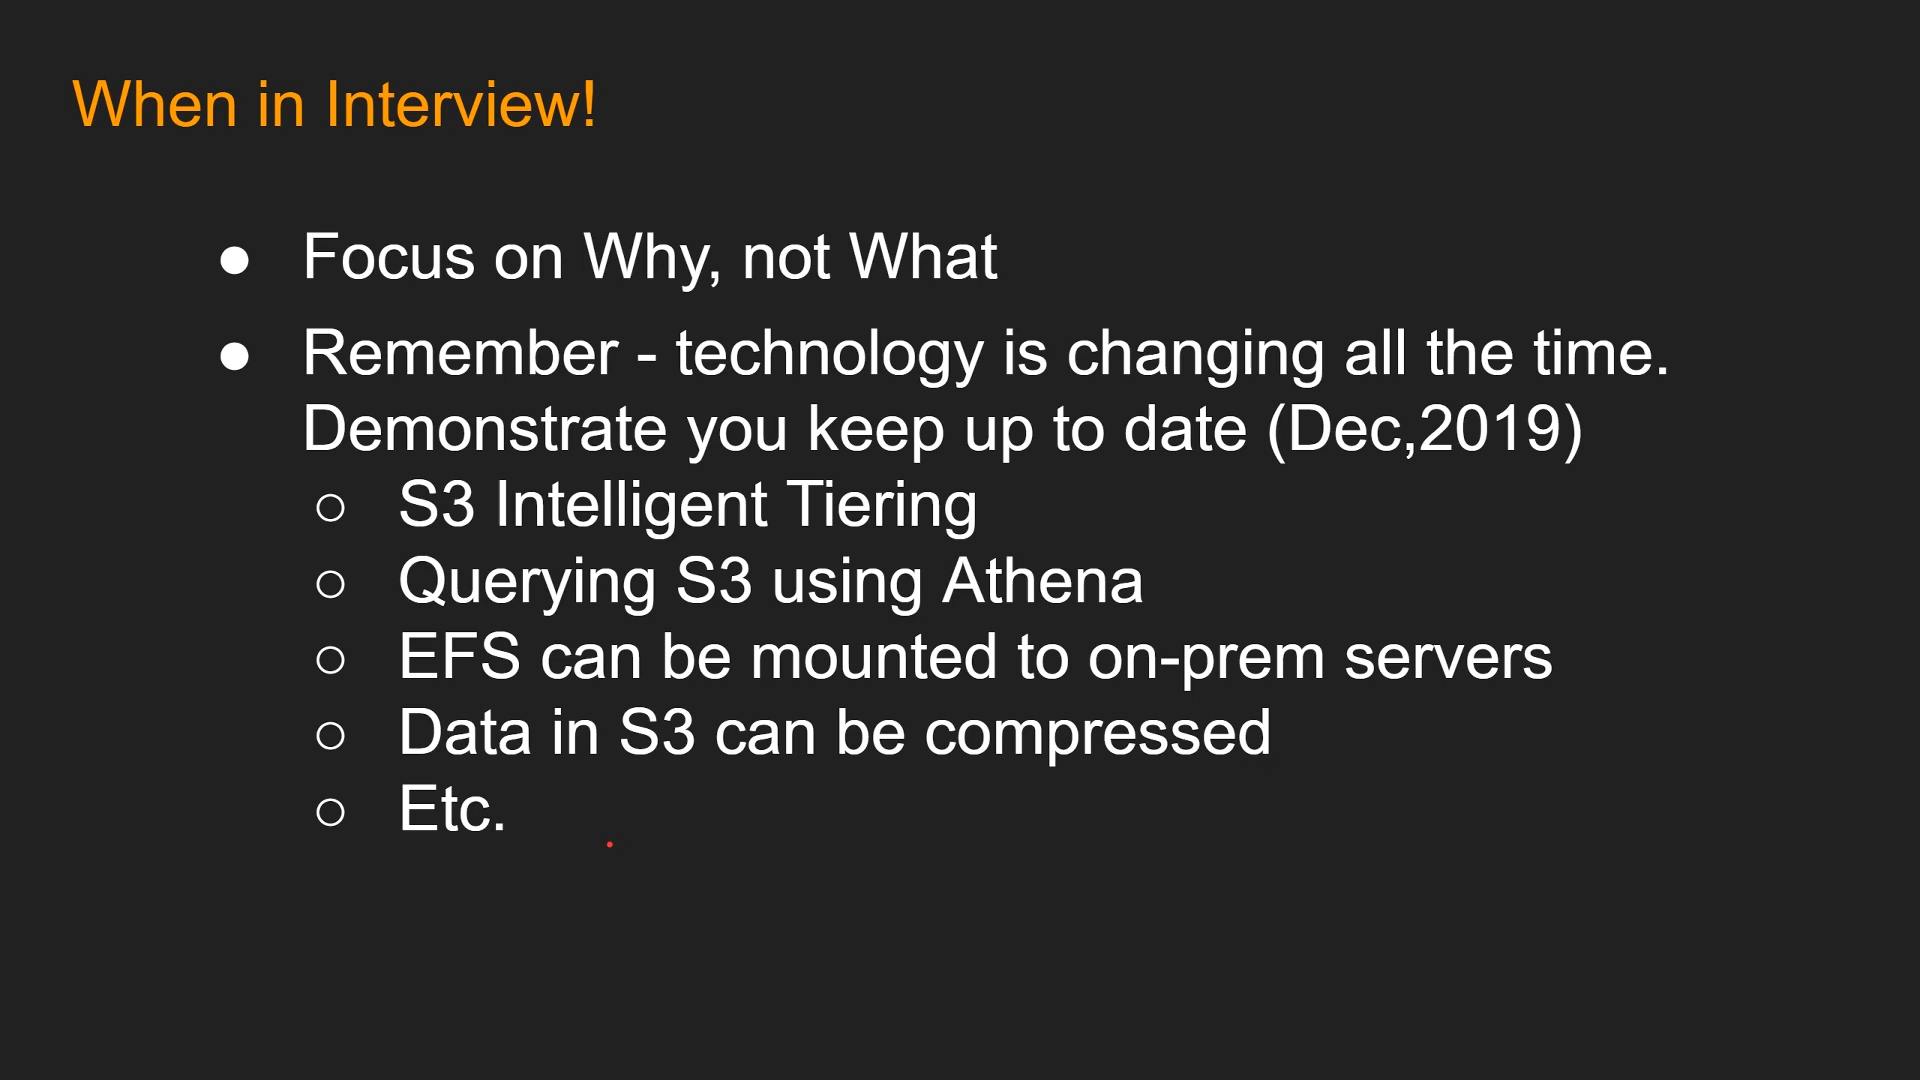 When in Interview!
● Focus on Why, not What
● Remember - technology is changing all the time.
Demonstrate you keep up to date (Dec,2019)
○ S3 Intelligent Tiering
○ Querying S3 using Athena
○ EFS can be mounted to on-prem servers
○ Data in S3 can be compressed
○ Etc.